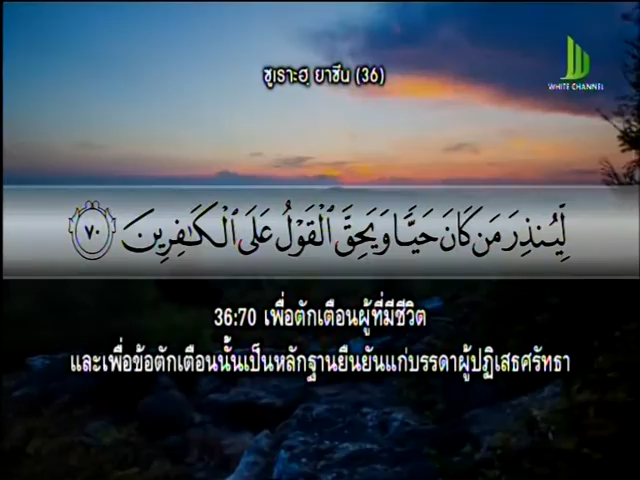 ซูเราะฮฺ ยาซีน (36)
WHITE CHANNEL
لِّيُنذِرَ مَن كَانَ حَيًّا وَيَحِقَّ ٱلْقَوْلُ عَلَى ٱلْكَـٰفِرِينَ ٧٠
36:70 เพื่อตักเตือนผู้ที่มีชีวิต
และเพื่อข้อตักเตือนนั้นเป็นหลักฐานยืนยันแก่บรรดาผู้ปฏิเสธศรัทธา